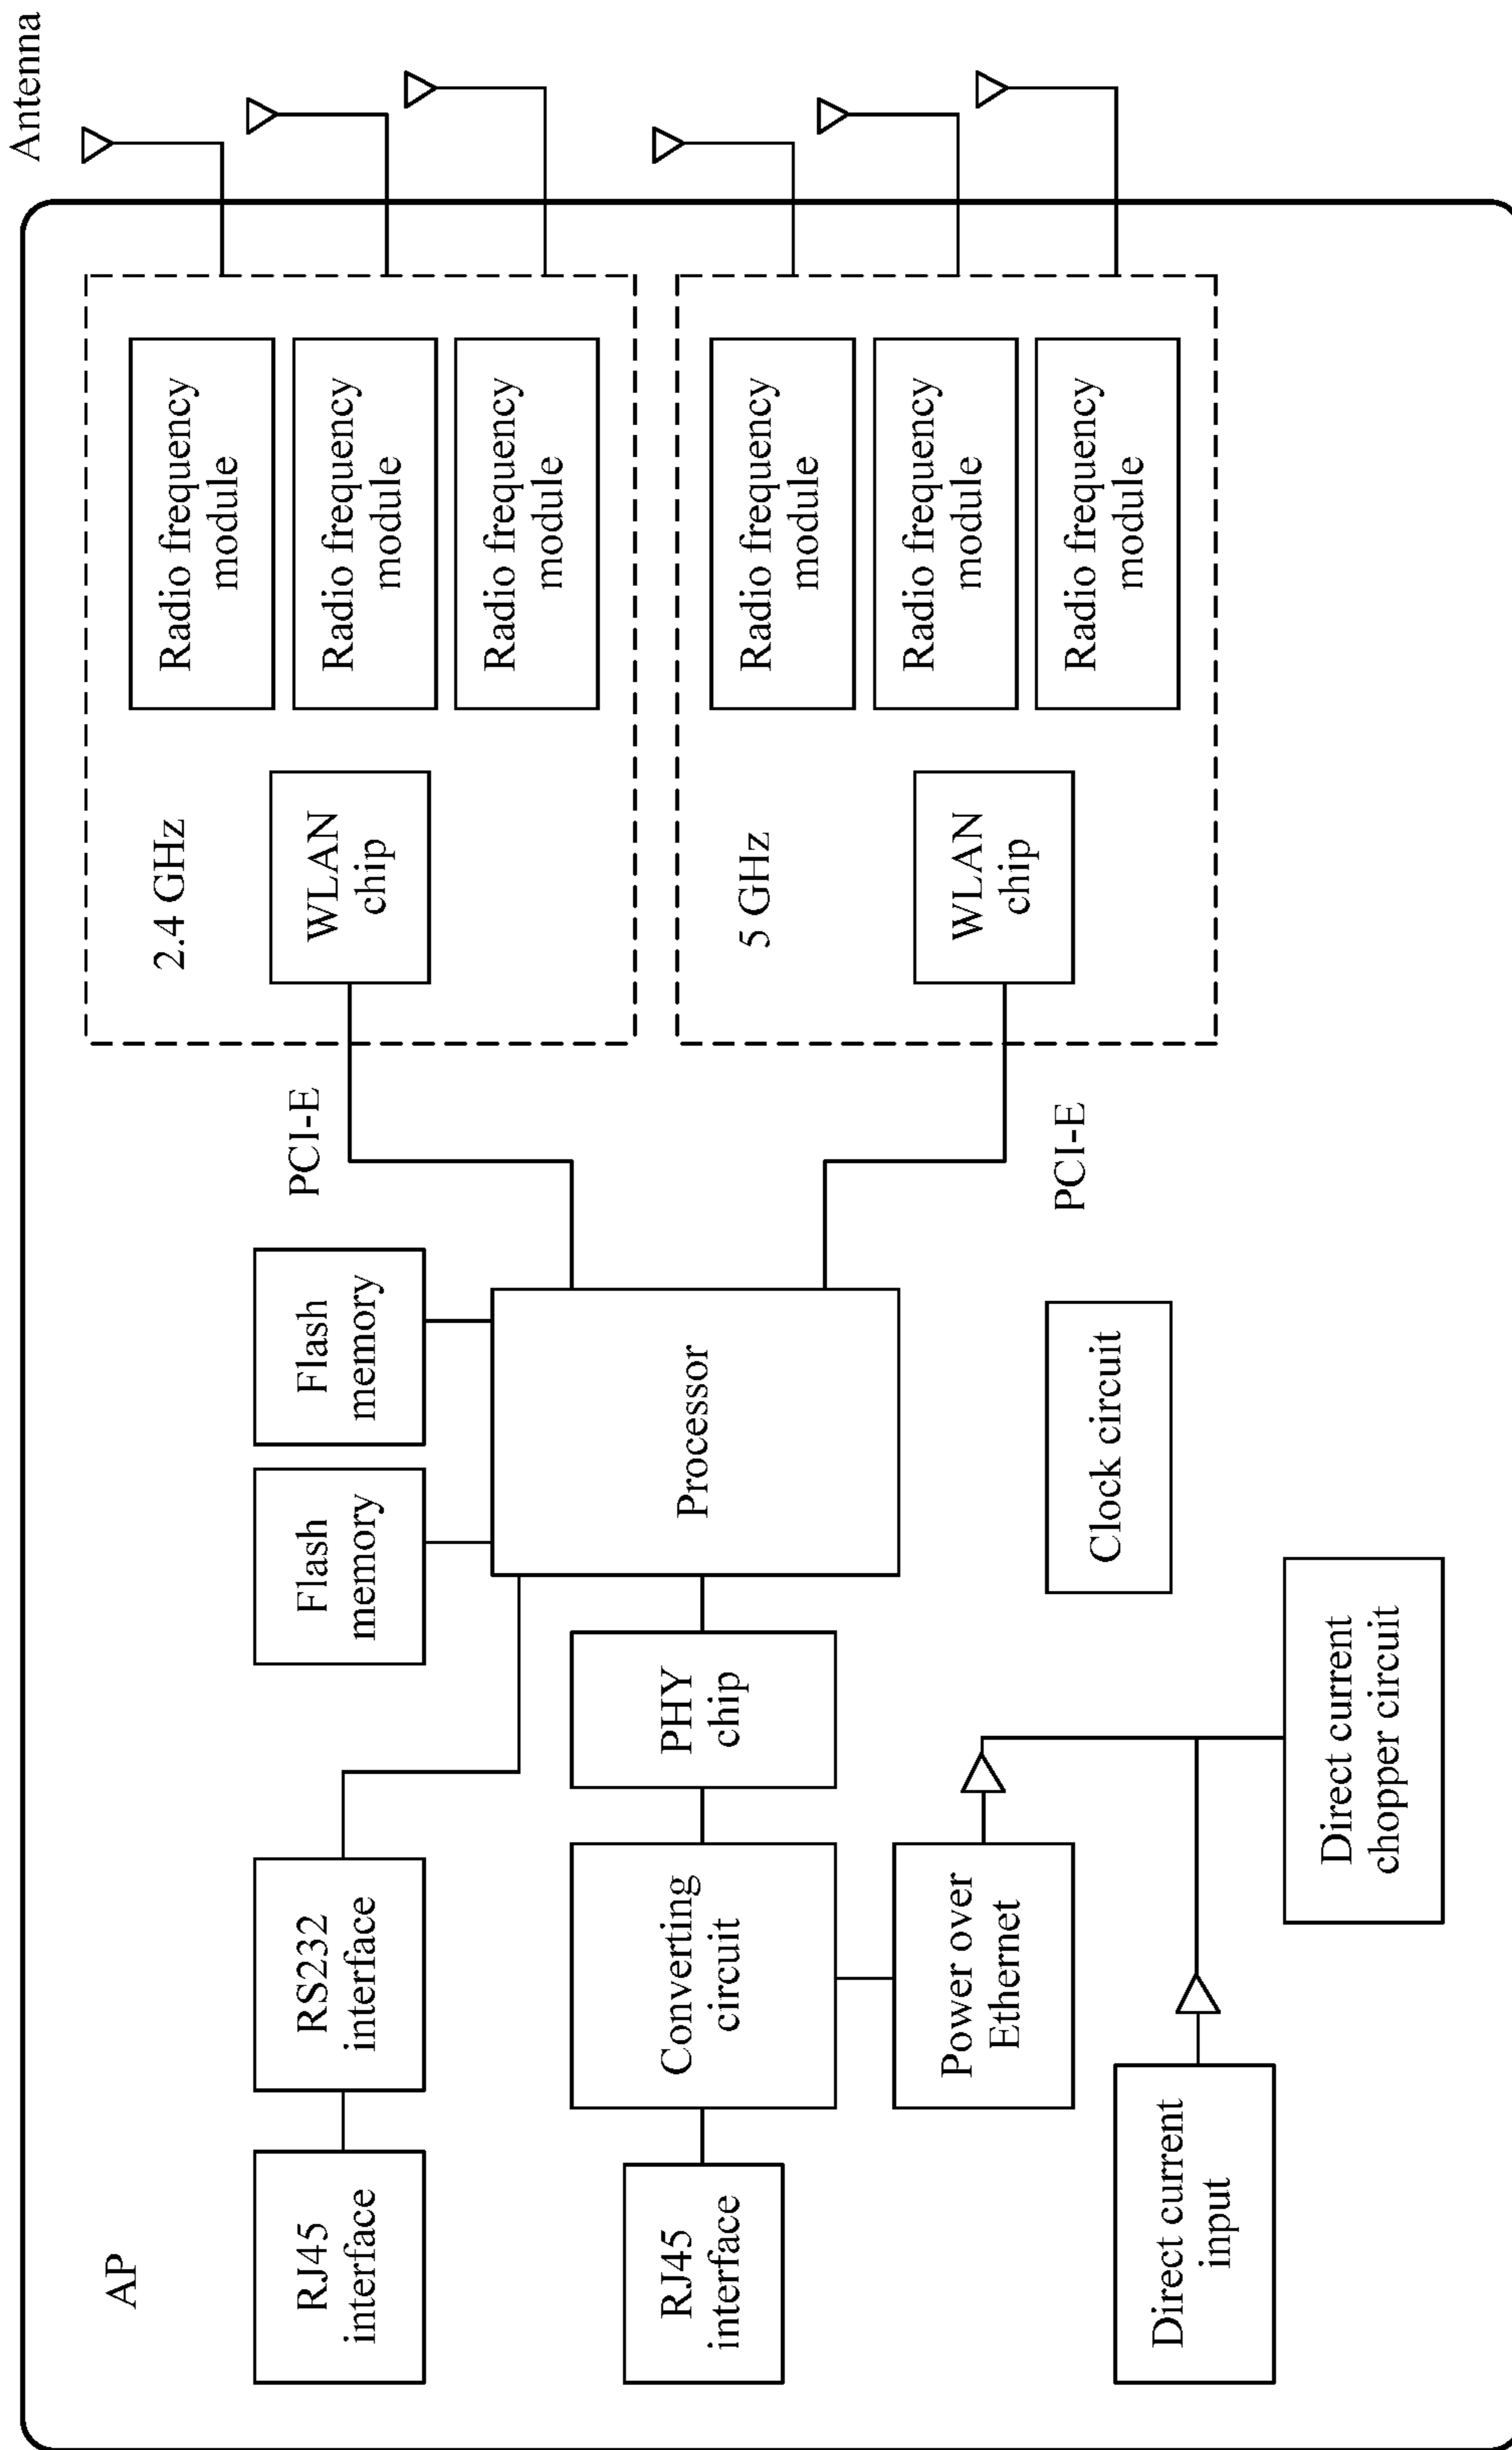 AP
Antenna
RJ45
interface
RS232
interface
Flash
memory
Flash
memory
PCI-E
2.4 GHz
WLAN
chip
Radio frequency
module
Radio frequency
module
Radio frequency
module
RJ45
interface
Converting
circuit
PHY
chip
Processor
5 GHz
WLAN
chip
Radio frequency
module
Radio frequency
module
Radio frequency
module
PCI-E
Power over
Ethernet
Clock circuit
Direct current
input
Direct current
chopper circuit